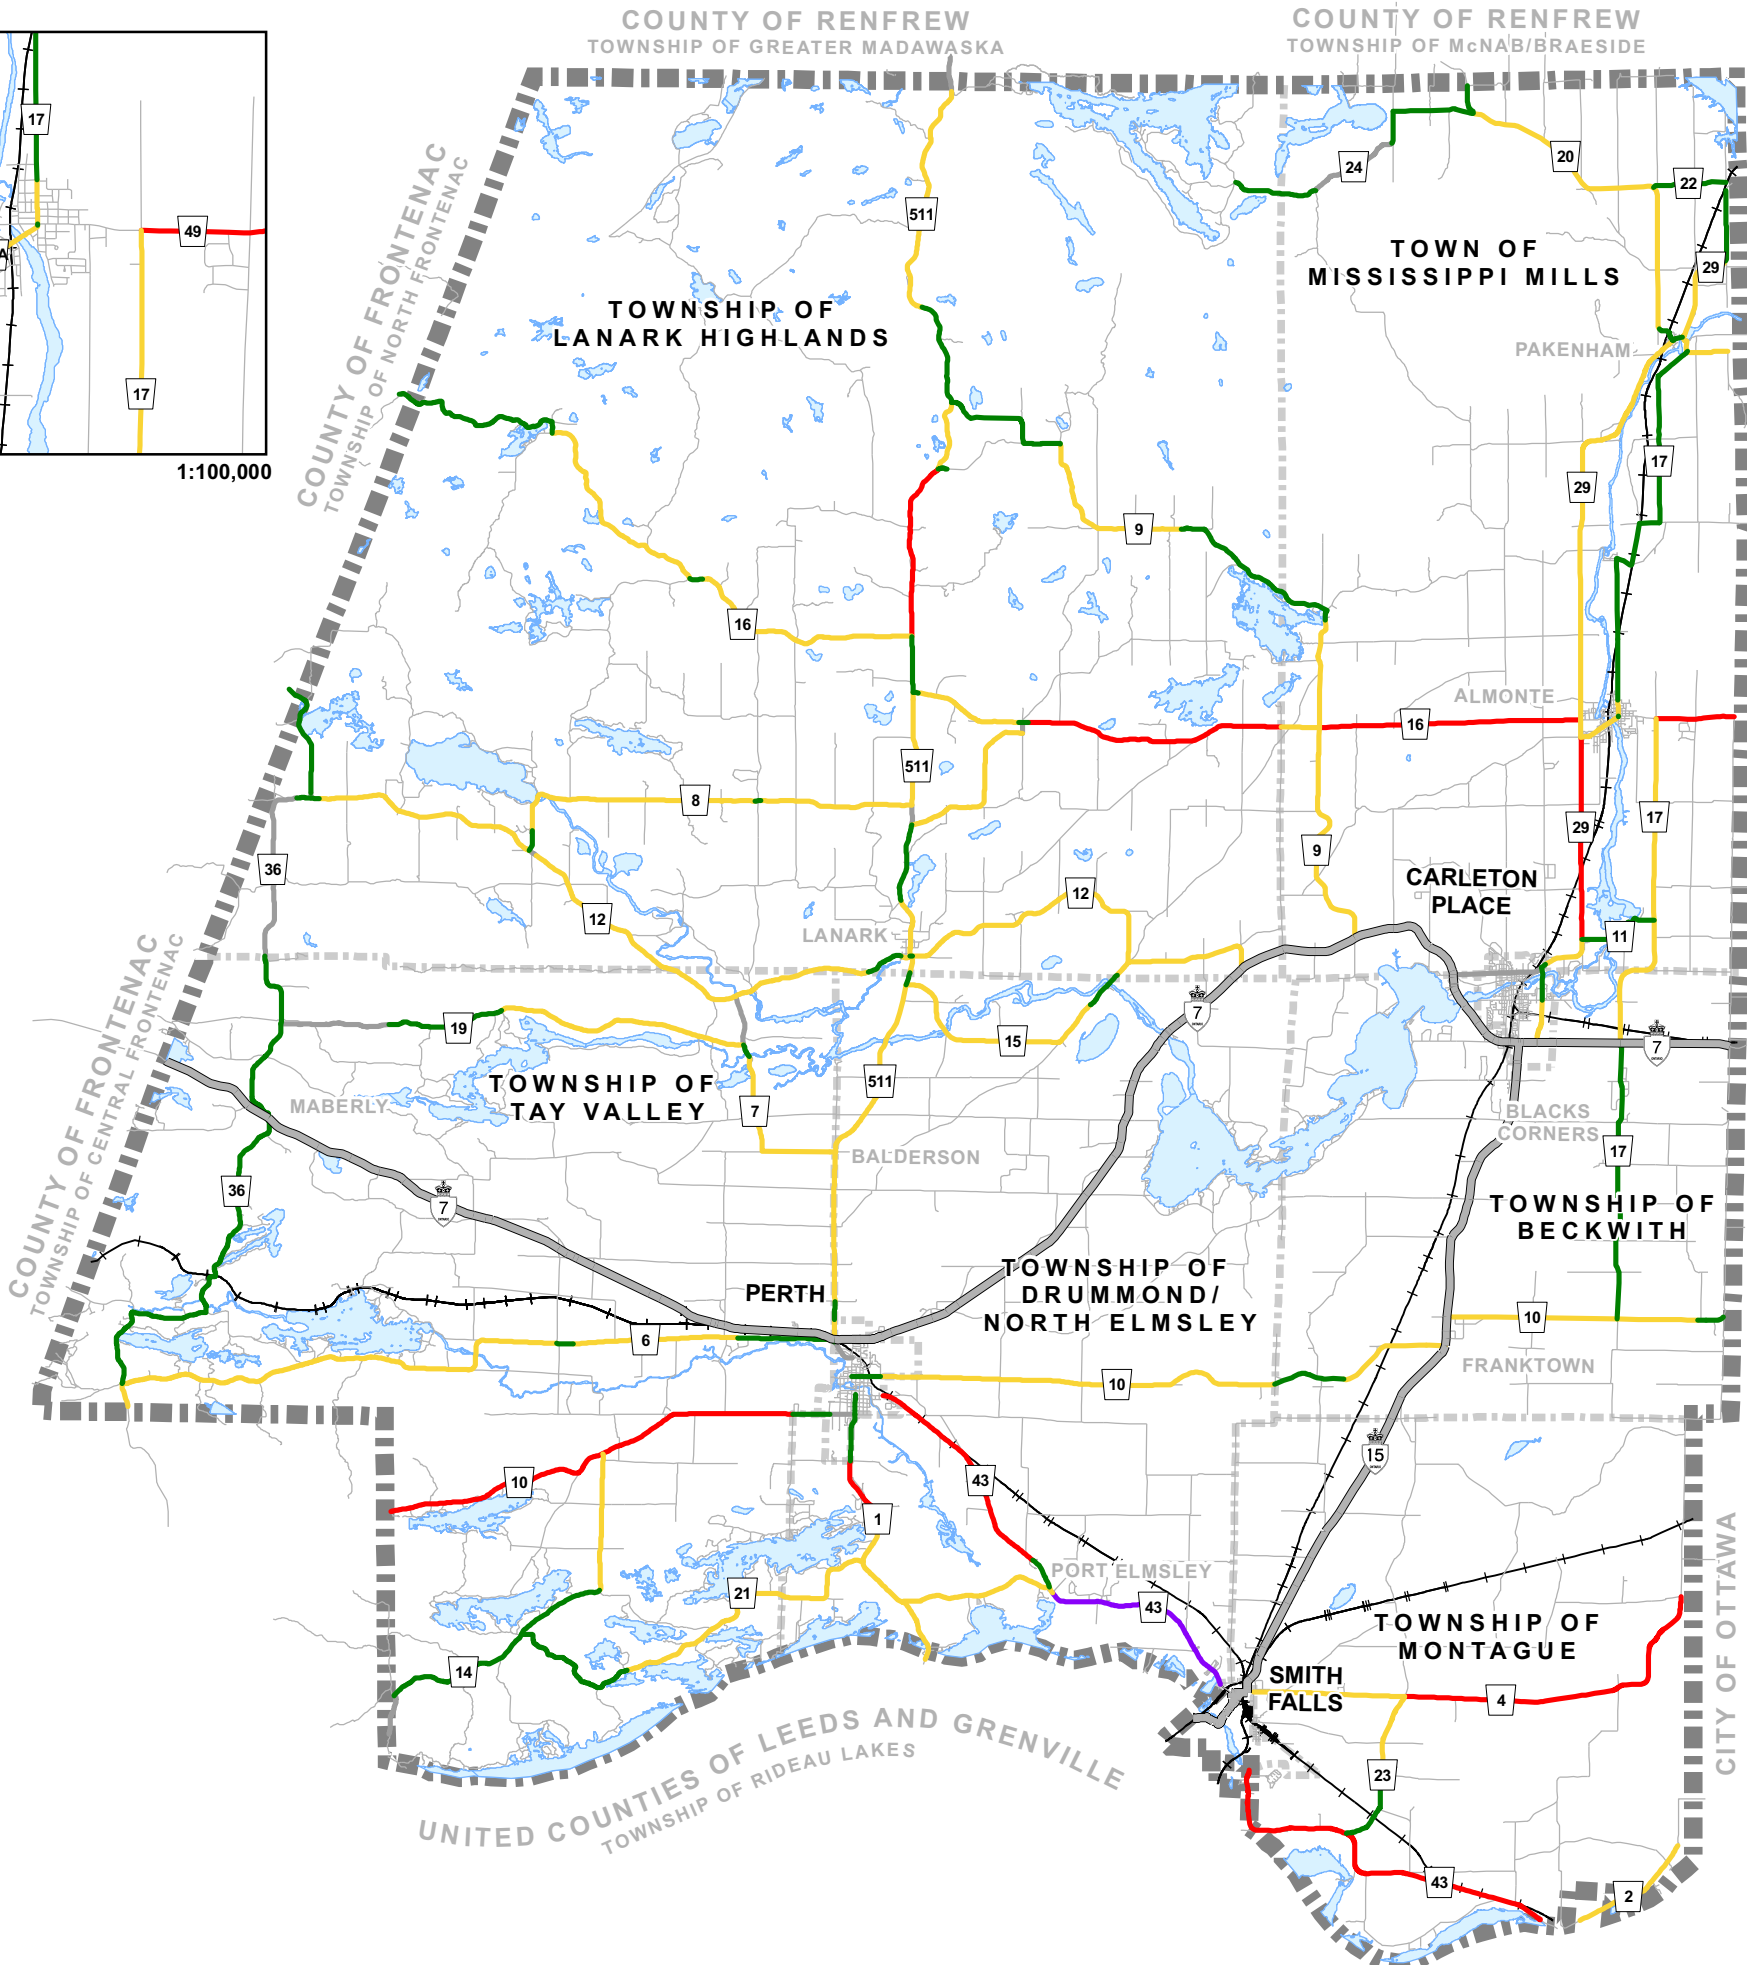 COUNTY OF RENFREW
TOWNSHIP OF GREATER MADAWASKA
COUNTY OF RENFREW
TOWNSHIP OF McNAB/BRAESIDE
17
49
17
1:100,000
COUNTY OF FRONTENAC
TOWNSHIP OF NORTH FRONTENAC
24
20
22
511
29
TOWN OF
MISSISSIPPI MILLS
TOWNSHIP OF
LANARK HIGHLANDS
PAKENHAM
17
29
9
16
ALMONTE
16
511
8
29
17
9
36
12
12
CARLETON
PLACE
11
LANARK
COUNTY OF FRONTENAC
TOWNSHIP OF CENTRAL FRONTENAC
7
19
15
7
TOWNSHIP OF
TAY VALLEY
511
MABERLY
7
BLACKS
CORNERS
BALDERSON
17
36
7
TOWNSHIP OF
BECKWITH
TOWNSHIP OF
DRUMMOND/
NORTH ELMSLEY
PERTH
10
6
FRANKTOWN
10
15
10
43
1
PORT ELMSLEY
21
43
TOWNSHIP OF
MONTAGUE
14
SMITH
FALLS
4
CITY OF OTTAWA
UNITED COUNTIES OF LEEDS AND GRENVILLE
TOWNSHIP OF RIDEAU LAKES
23
43
2